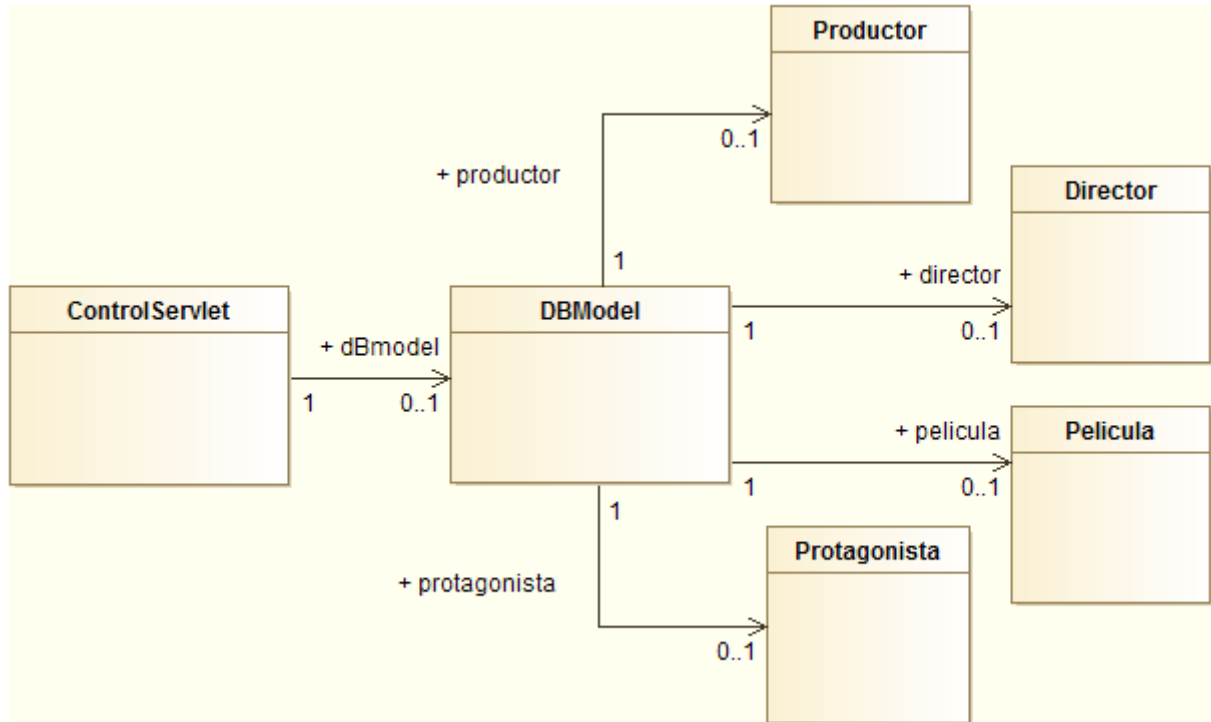 Productor
0..1
+ productor
1
Director
+ director
1
0..1
ControlServlet
+ dBmodel
1
0..1
DBModel
+ pelicula
1
0..1
Pelicula
1
+ protagonista
0..1
Protagonista